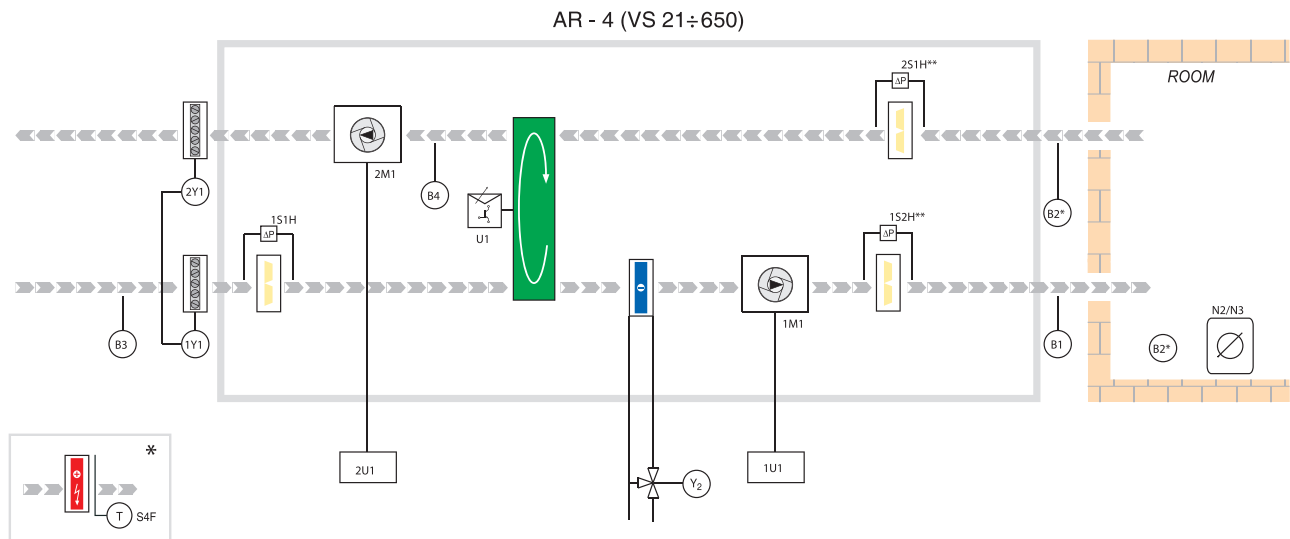 AR - 4 (VS 21÷650)
2S1H**
ΔP
ROOM
2M1
2Y1
B4
U1
B2*
1S1H
ΔP
1S2H**
ΔP
B3
1Y1
1M1
B1
N2/N3
B2*
2U1
1U1
Y2
*
T
S4F